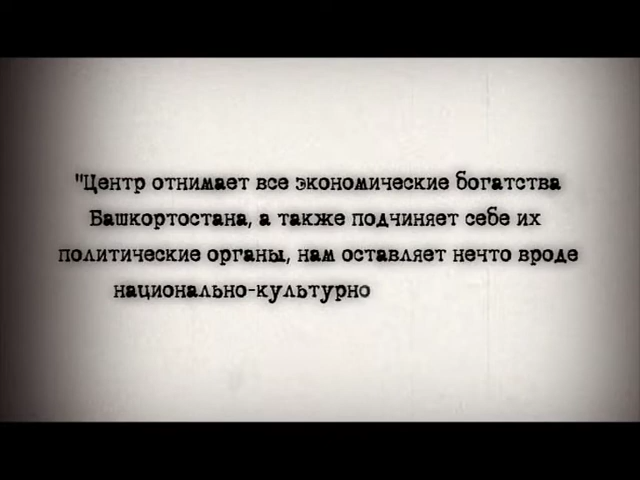 "Центр отнимает все экономические богатства
Башкортостана, а также подчиняет себе их
политические органы, нам оставляет нечто вроде
национально-культурно